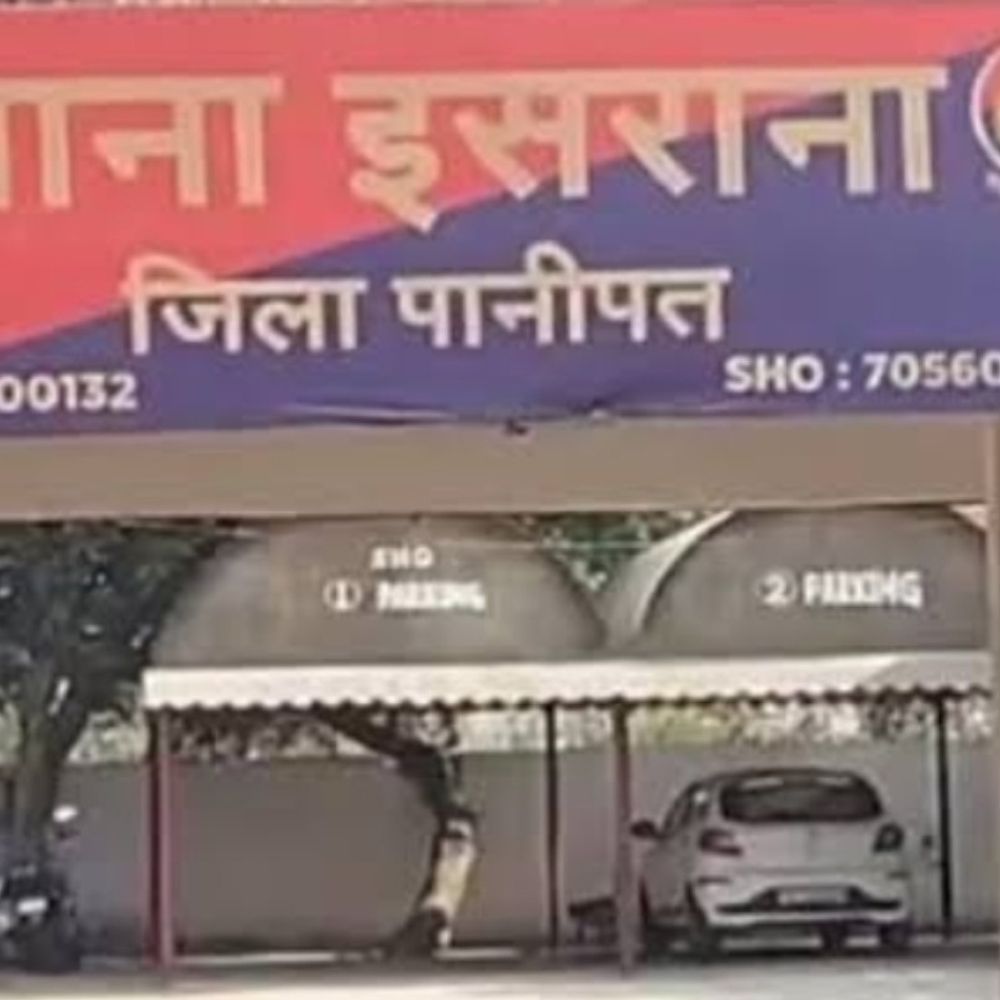 ाना इसराना
जिला पानीपत
00132
SHO : 70560
SHO
① PARKING
② PARKING